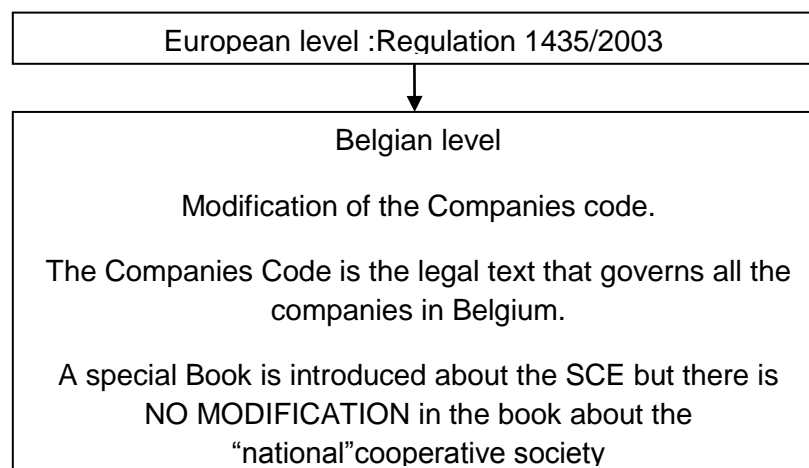 European level :Regulation 1435/2003
Belgian level
Modification of the Companies code.
The Companies Code is the legal text that governs all the
companies in Belgium.
A special Book is introduced about the SCE but there is
NO MODIFICATION in the book about the
“national”cooperative society